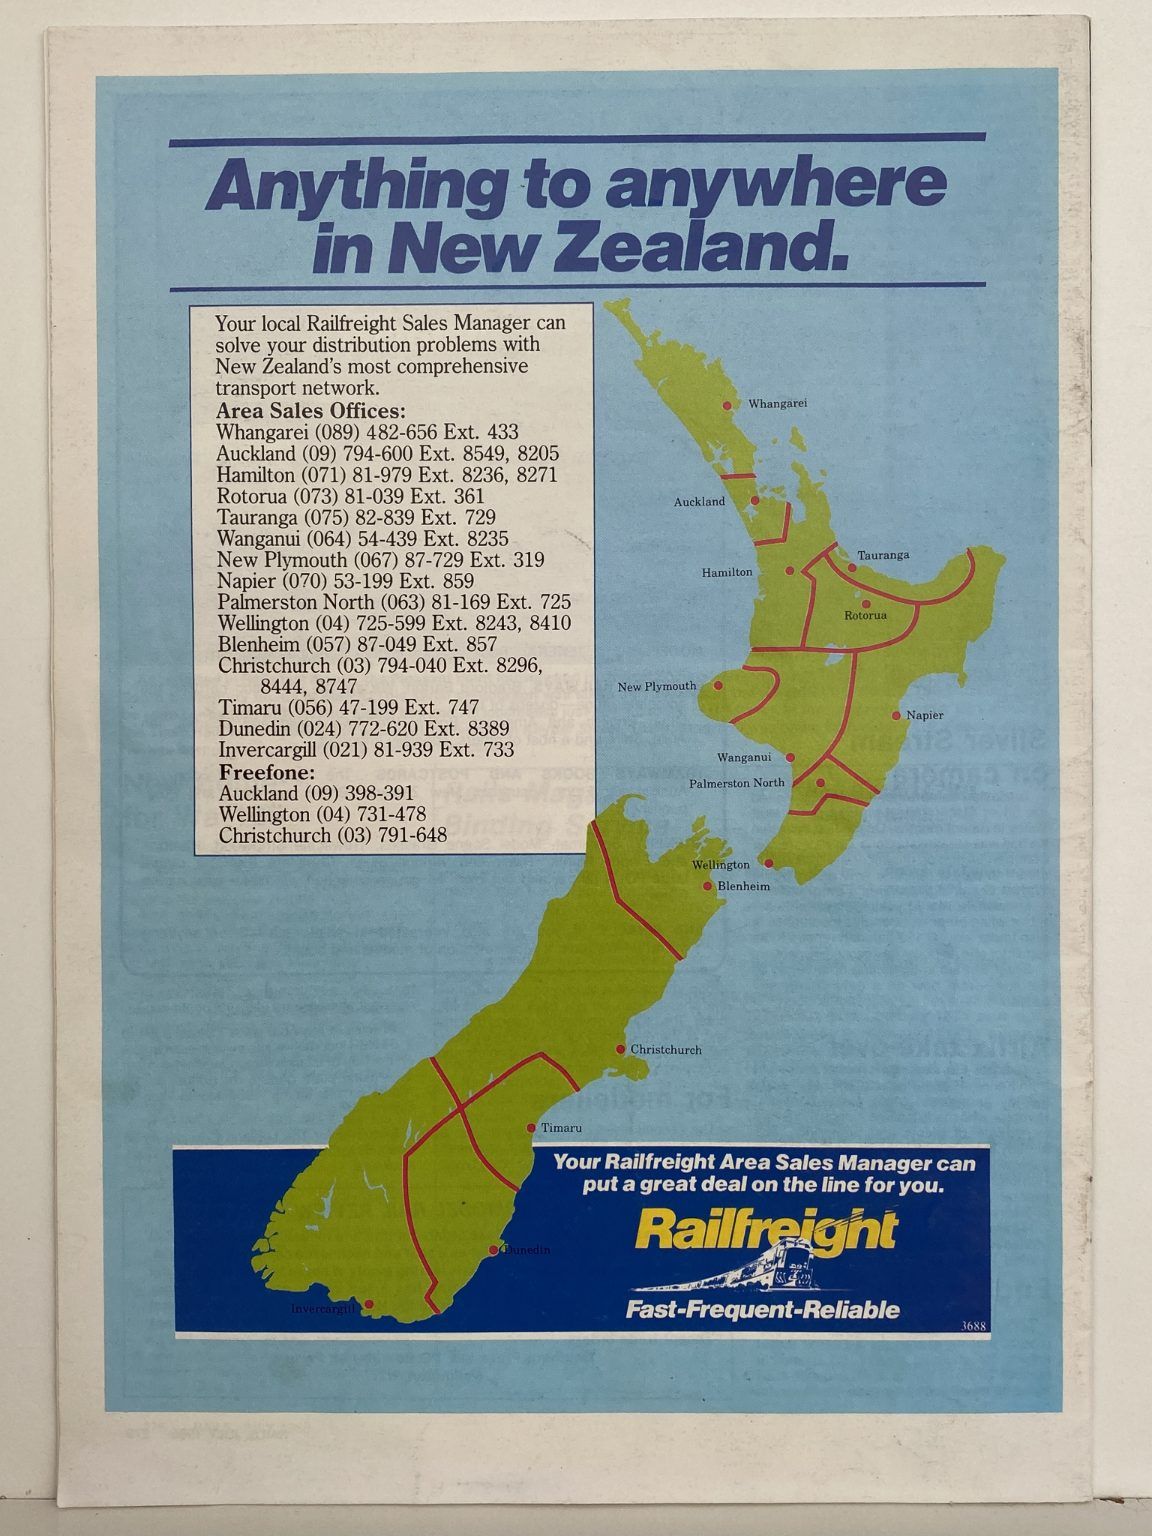 Anything to anywhere
in New Zealand.
Your local Railfreight Sales Manager can
solve your distribution problems with
New Zealand's most comprehensive
transport network.
Area Sales Offices:
Whangarei (089) 482-656 Ext. 433
Auckland (09) 794-600 Ext. 8549, 8205
Hamilton (071) 81-979 Ext. 8236, 8271
Rotorua (073) 81-039 Ext. 361
Tauranga (075) 82-839 Ext. 729
Wanganui (064) 54-439 Ext. 8235
New Plymouth (067) 87-729 Ext. 319
Napier (070) 53-199 Ext. 859
Palmerston North (063) 81-169 Ext. 725
Wellington (04) 725-599 Ext. 8243, 8410
Blenheim (057) 87-049 Ext. 857
Christchurch (03) 794-040 Ext. 8296,
8444, 8747
Timaru (056) 47-199 Ext. 747
Dunedin (024) 772-620 Ext. 8389
Invercargill (021) 81-939 Ext. 733
Freefone:
Auckland (09) 398-391
Wellington (04) 731-478
Christchurch (03) 791-648
Whangarei
Auckland
Tauranga
Hamilton
Rotorua
New Plymouth
Napier
Wanganui
Palmerston North
Wellington
Blenheim
Christchurch
Timaru
Dunedin
Invercargill
Your Railfreight Area Sales Manager can
put a great deal on the line for you.
Railfreight
Fast-Frequent-Reliable
3688